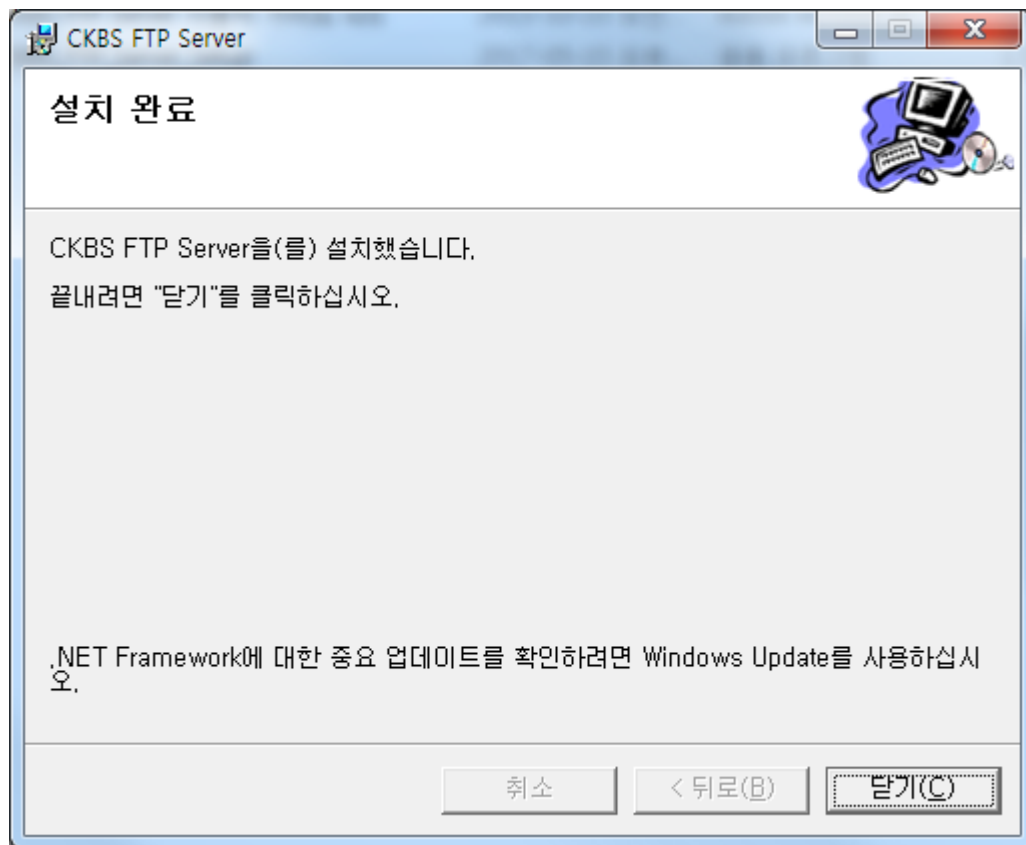 CKBS FTP Server
설치 완료
CKBS FTP Server을(를) 설치했습니다.
끝내려면 "닫기"를 클릭하십시오.
.NET Framework에 대한 중요 업데이트를 확인하려면 Windows Update를 사용하십시
오.
취소
< 뒤로(B)
닫기(C)